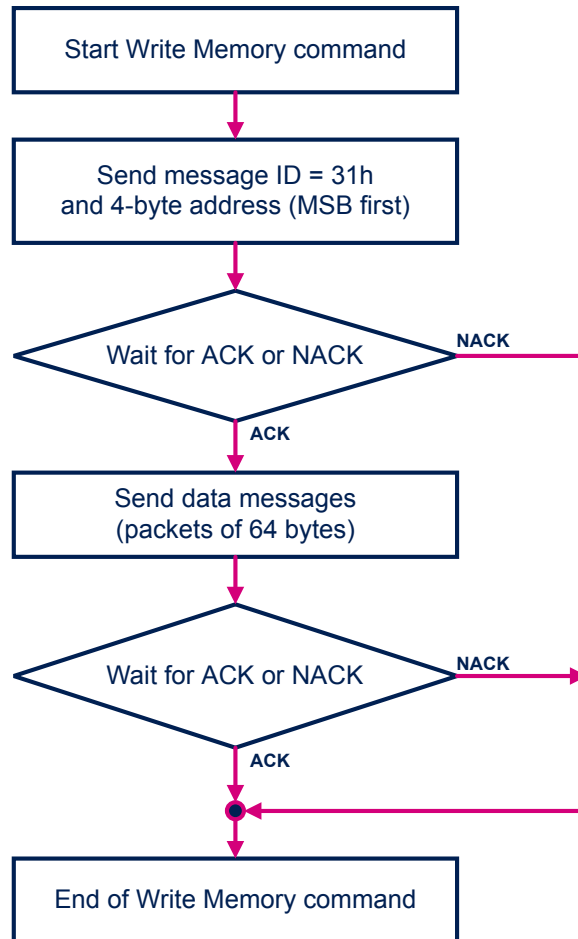 Start Write Memory command
Send message ID = 31h
and 4-byte address (MSB first)
Wait for ACK or NACK
NACK
ACK
Send data messages
(packets of 64 bytes)
Wait for ACK or NACK
NACK
ACK
End of Write Memory command